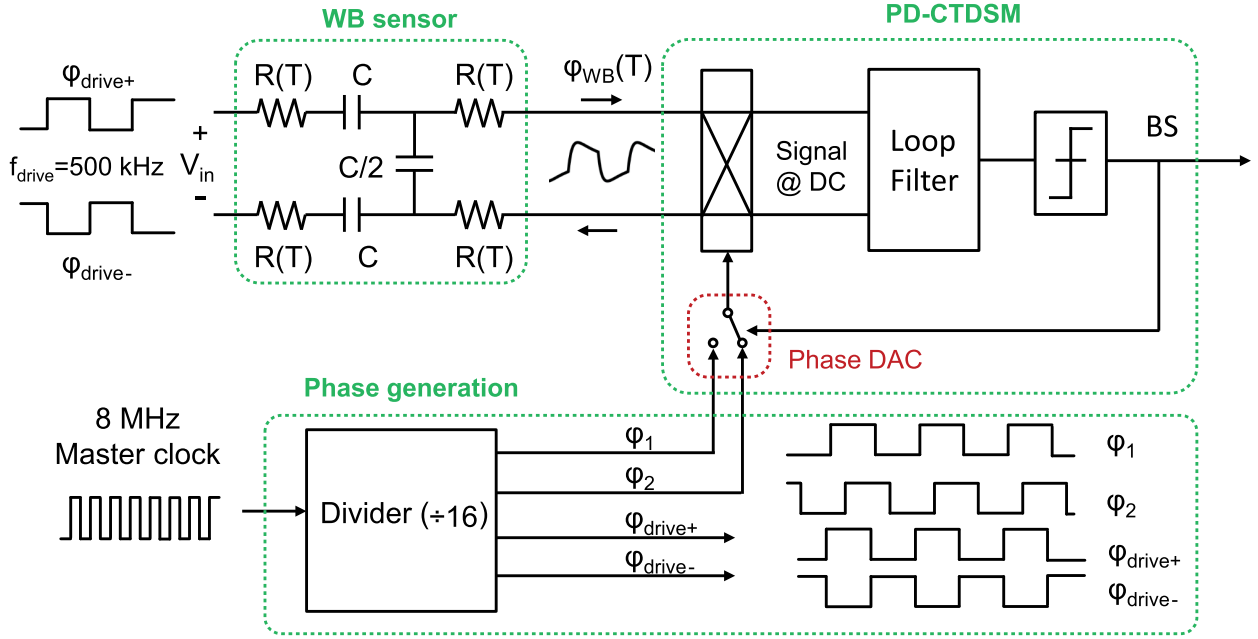 WB sensor
PD-CTDSM
φdrive+
R(T) C R(T)
φWB(T)
+
Vin
-
fdrive=500 kHz
C/2
Signal
@ DC
Loop
Filter
BS
φdrive-
R(T) C R(T)
Phase DAC
Phase generation
8 MHz
Master clock
Divider (÷16)
φ1
φ2
φdrive+
φdrive-
φ1
φ2
φdrive+
φdrive-